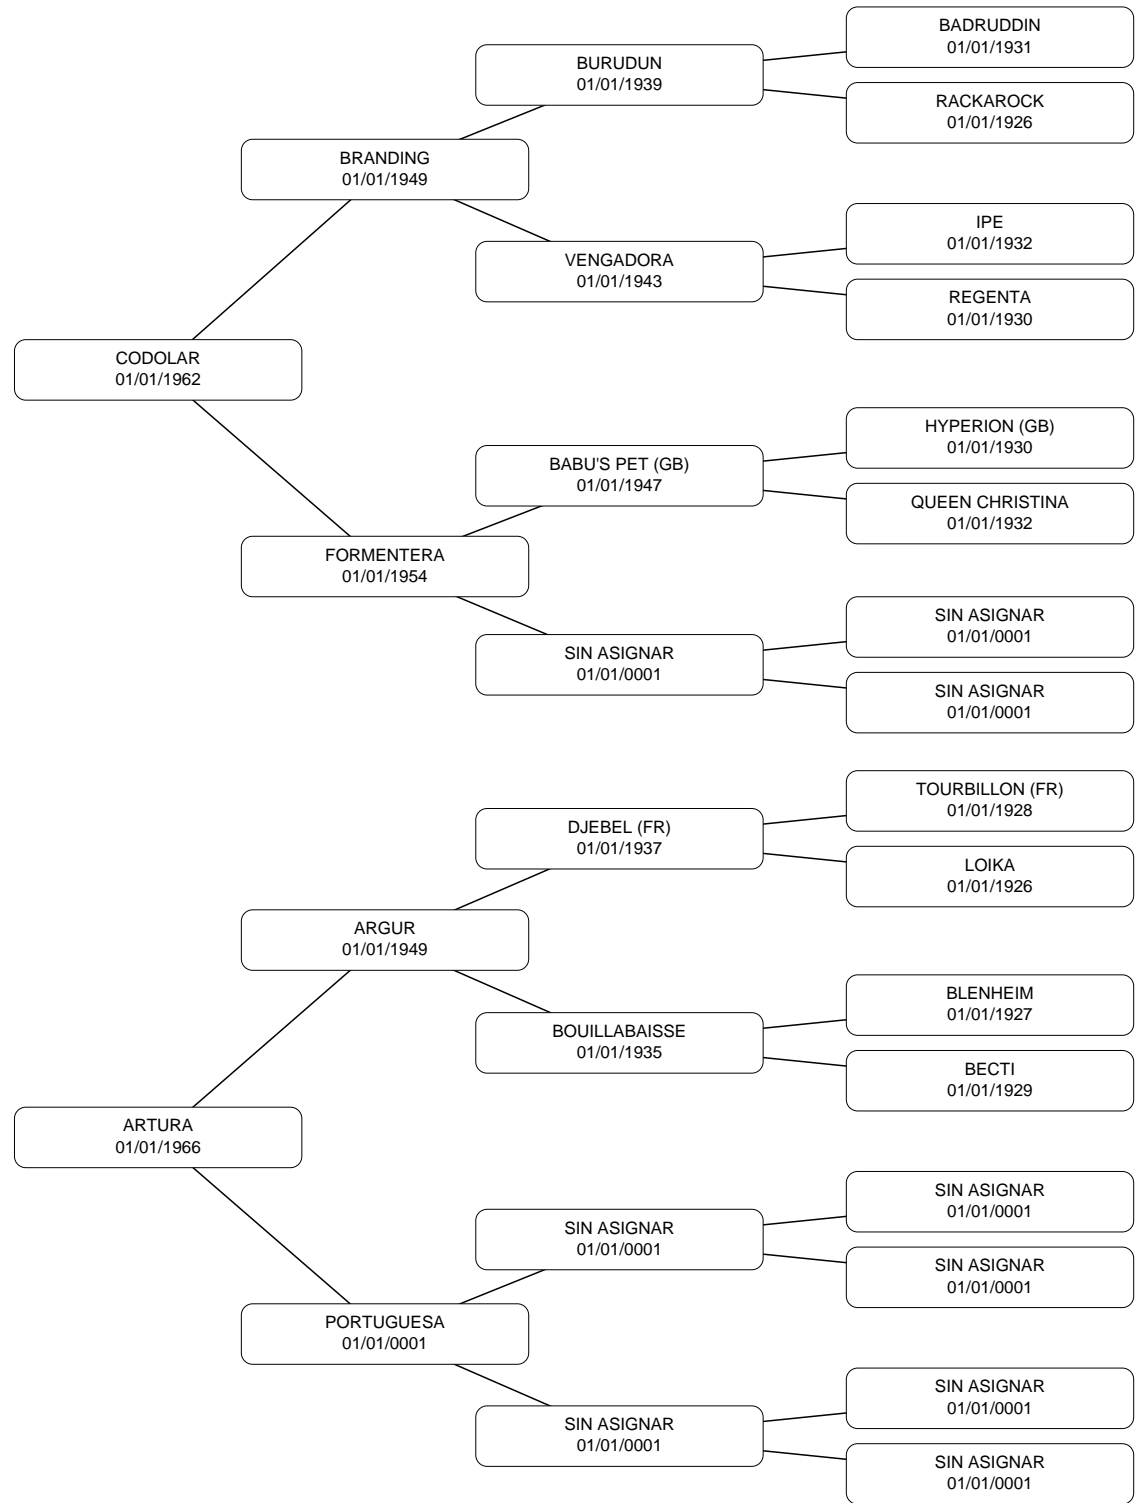 BADRUDDIN
01/01/1931
BURUDUN
01/01/1939
RACKAROCK
01/01/1926
BRANDING
01/01/1949
IPE
01/01/1932
VENGADORA
01/01/1943
REGENTA
01/01/1930
CODOLAR
01/01/1962
HYPERION (GB)
01/01/1930
BABU'S PET (GB)
01/01/1947
QUEEN CHRISTINA
01/01/1932
FORMENTERA
01/01/1954
SIN ASIGNAR
01/01/0001
SIN ASIGNAR
01/01/0001
SIN ASIGNAR
01/01/0001
TOURBILLON (FR)
01/01/1928
DJEBEL (FR)
01/01/1937
LOIKA
01/01/1926
ARGUR
01/01/1949
BLENHEIM
01/01/1927
BOUILLABAISSE
01/01/1935
BECTI
01/01/1929
ARTURA
01/01/1966
SIN ASIGNAR
01/01/0001
SIN ASIGNAR
01/01/0001
SIN ASIGNAR
01/01/0001
PORTUGUESA
01/01/0001
SIN ASIGNAR
01/01/0001
SIN ASIGNAR
01/01/0001
SIN ASIGNAR
01/01/0001